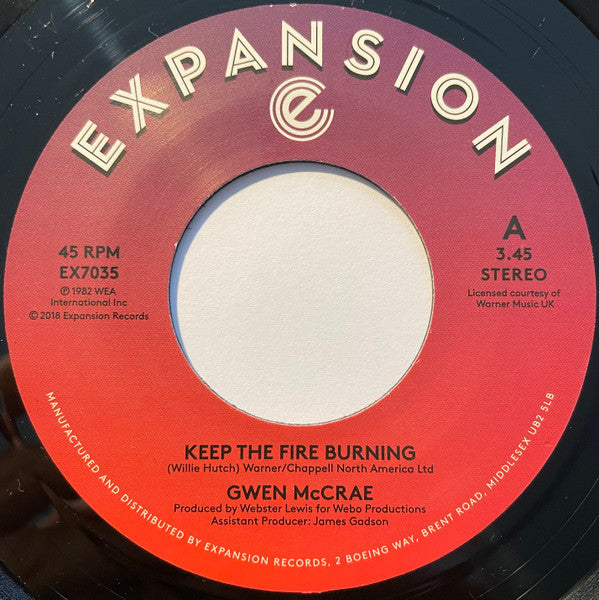 EXPANSION
e
45 RPM
EX7035
℗ 1982 WEA
International Inc
© 2018 Expansion Records
A
3.45
STEREO
Licensed courtesy of
Warner Music UK
KEEP THE FIRE BURNING
(Willie Hutch) Warner/Chappell North America Ltd
GWEN McCRAE
Produced by Webster Lewis for Webo Productions
Assistant Producer: James Gadson
MANUFACTURED AND DISTRIBUTED BY EXPANSION RECORDS, 2 BOEING WAY, BRENT ROAD, MIDDLESEX UB2 5LB